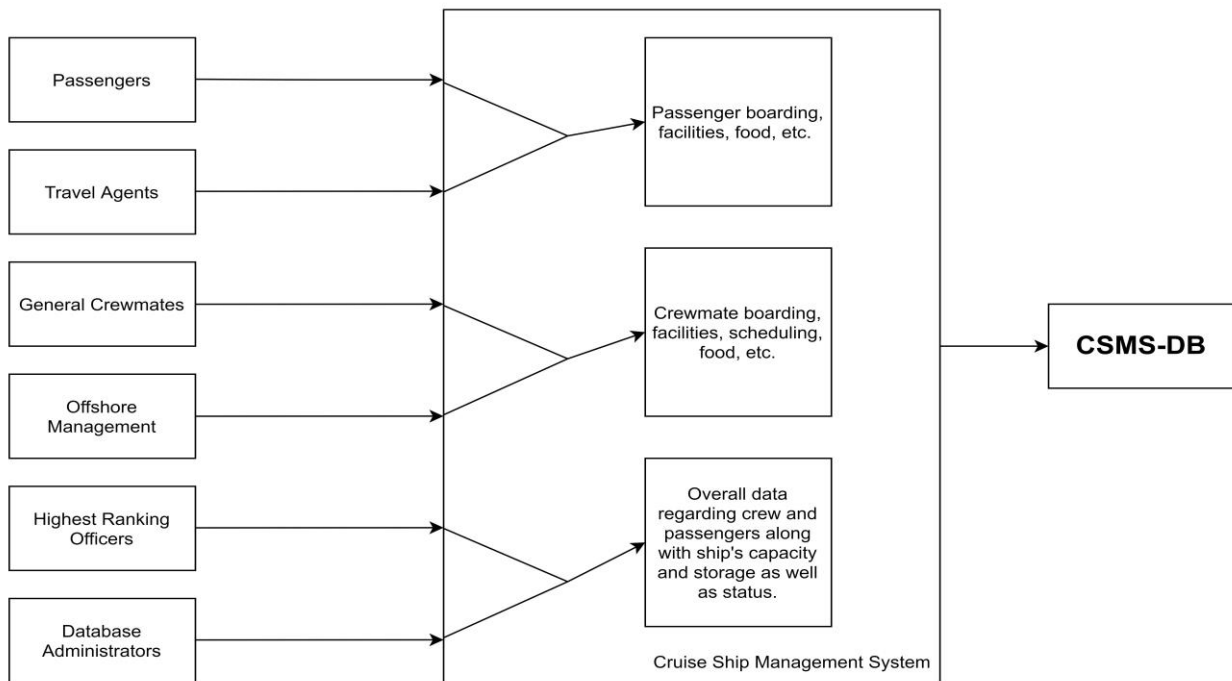 Passengers
Travel Agents
General Crewmates
Offshore
Management
Highest Ranking
Officers
Database
Administrators
Passenger boarding,
facilities, food, etc.
Crewmate boarding,
facilities, scheduling,
food, etc.
Overall data
regarding crew and
passengers along
with ship's capacity
and storage as well
as status.
Cruise Ship Management System
CSMS-DB